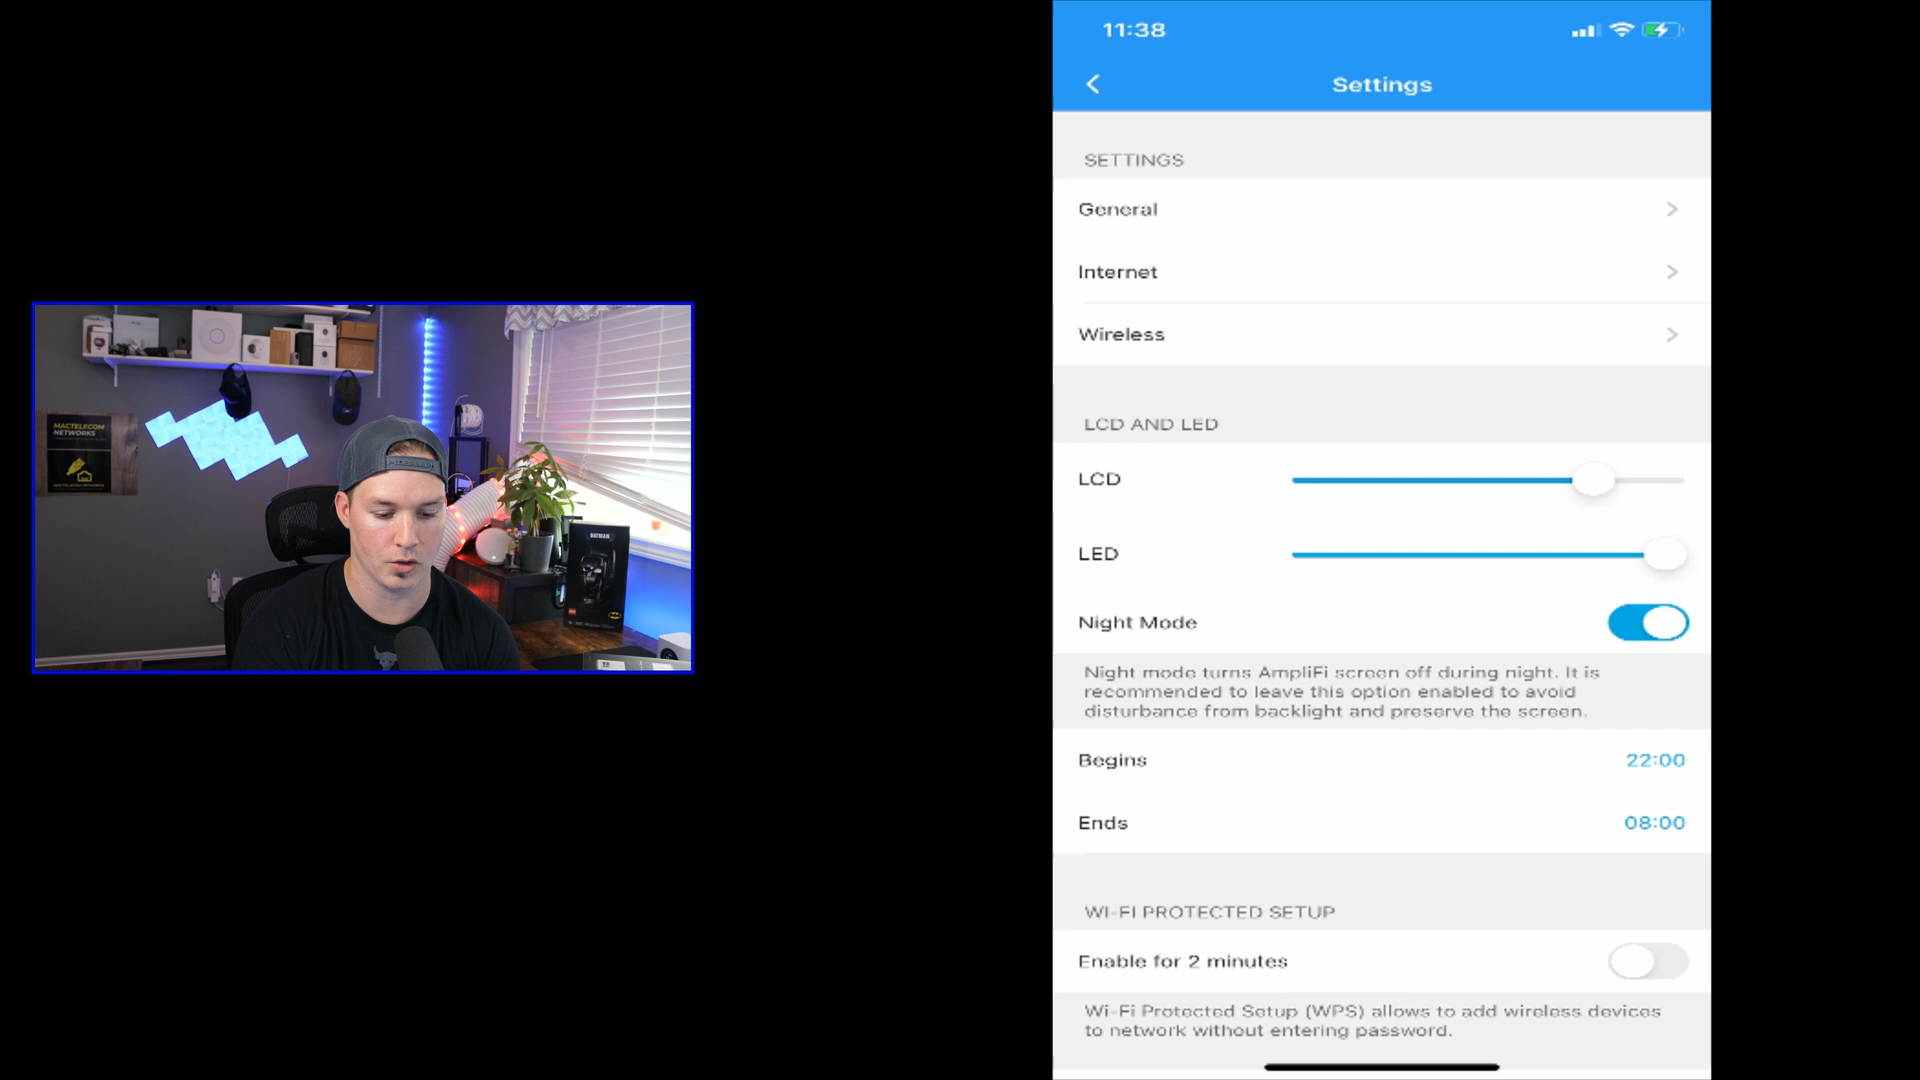 MACTELECOM
NETWORKS
BATMAN
11:38
Settings
SETTINGS
General
Internet
Wireless
LCD AND LED
LCD
LED
Night Mode
Night mode turns AmpliFi screen off during night. It is
recommended to leave this option enabled to avoid
disturbance from backlight and preserve the screen.
Begins 22:00
Ends 08:00
WI-FI PROTECTED SETUP
Enable for 2 minutes
Wi-Fi Protected Setup (WPS) allows to add wireless devices
to network without entering password.